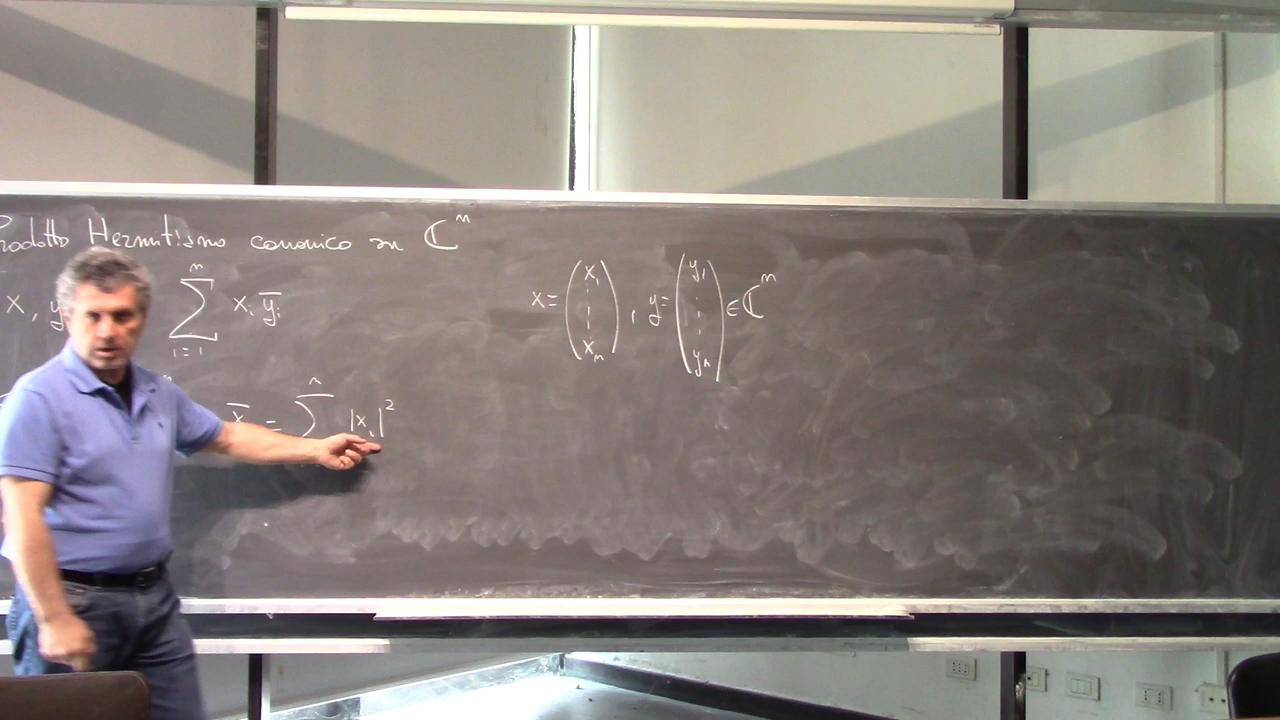 Prodotto Hermitiano canonico su ℂⁿ
x, y ∑_{i=1}^{n} xᵢ ȳᵢ x = (x₁ ⋮ xₙ), y = (y₁ ⋮ yₙ) ∈ ℂⁿ
n x̄ = ∑^{n} |xᵢ|²